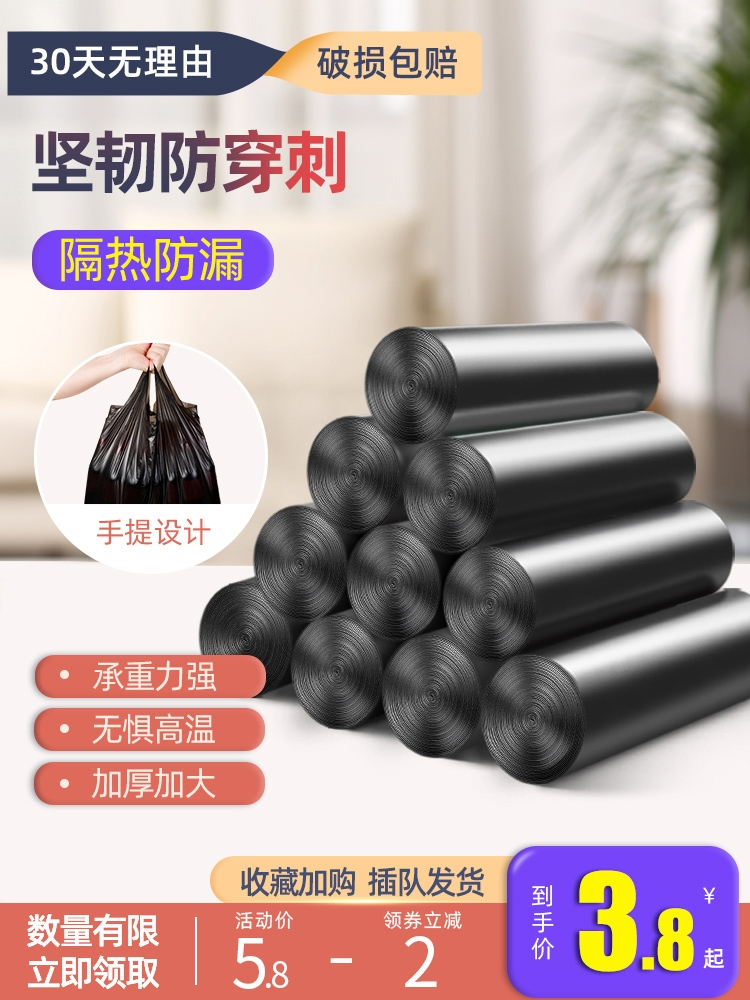 30天无理由
破损包赔
坚韧防穿刺
隔热防漏
手提设计
• 承重力强
• 无惧高温
• 加厚加大
收藏加购 插队发货
数量有限
立即领取
活动价
5.8
-
领券立减
2
到手价
3.8
¥
起